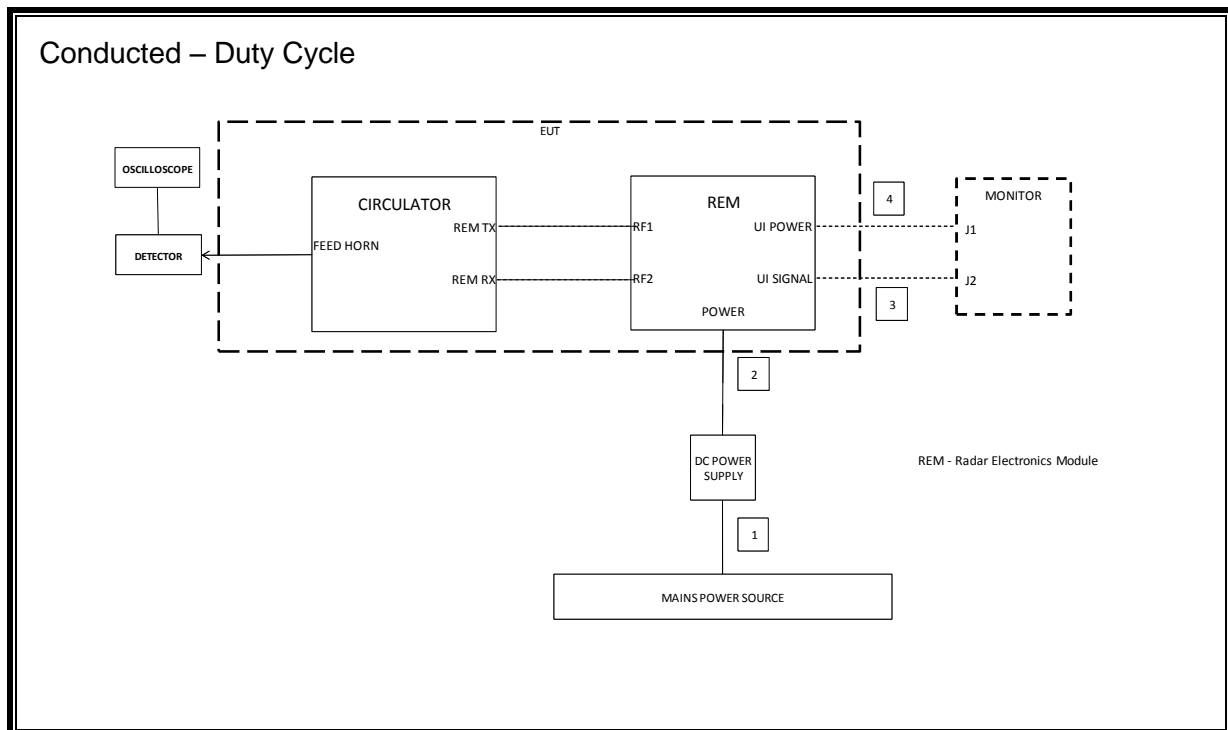 Conducted – Duty Cycle
EUT
OSCILLOSCOPE
DETECTOR
CIRCULATOR
FEED HORN
REM TX
REM RX
REM
RF1
RF2
UI POWER
UI SIGNAL
POWER
4
3
MONITOR
J1
J2
2
DC POWER
SUPPLY
REM - Radar Electronics Module
1
MAINS POWER SOURCE